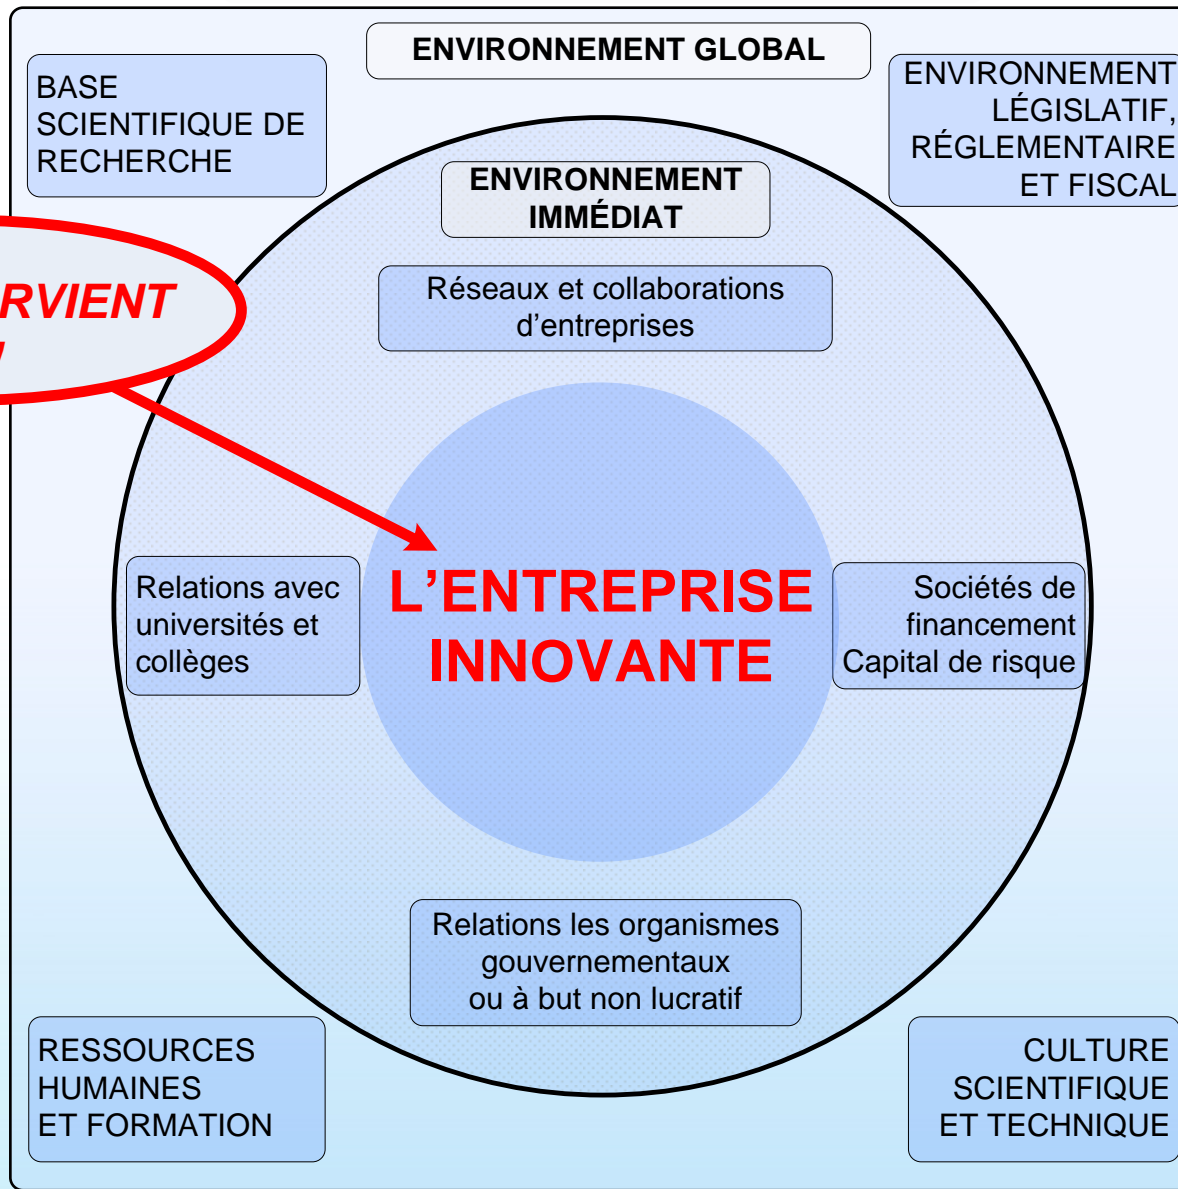 ENVIRONNEMENT GLOBAL
BASE
SCIENTIFIQUE DE
RECHERCHE
ENVIRONNEMENT
LÉGISLATIF,
RÉGLEMENTAIRE
ET FISCAL
ENVIRONNEMENT
IMMÉDIAT
Réseaux et collaborations
d’entreprises
RVIENT
L’ENTREPRISE
INNOVANTE
Relations avec
universités et
collèges
Sociétés de
financement
Capital de risque
Relations les organismes
gouvernementaux
ou à but non lucratif
RESSOURCES
HUMAINES
ET FORMATION
CULTURE
SCIENTIFIQUE
ET TECHNIQUE